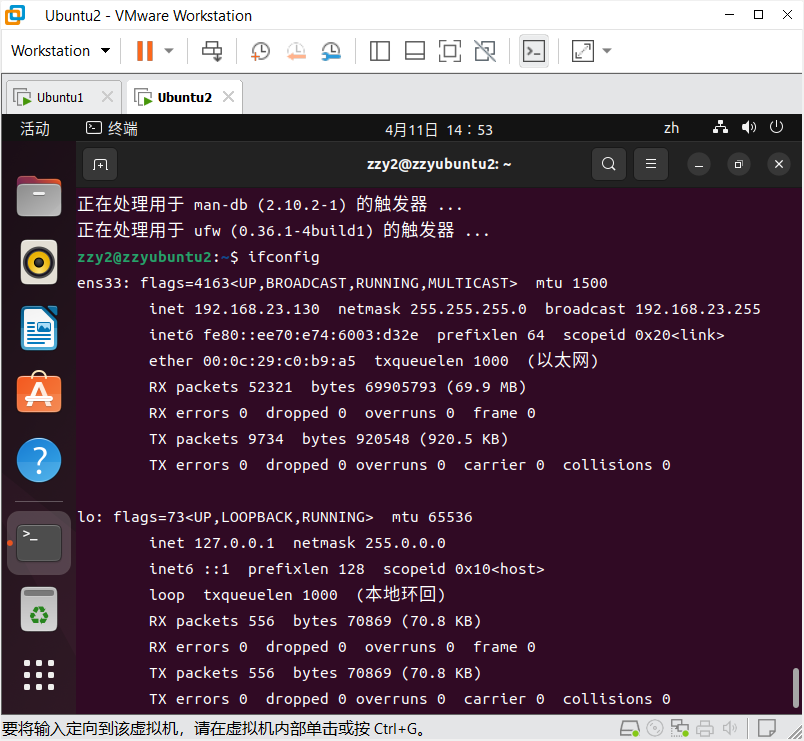 Ubuntu2 - VMware Workstation
Workstation
Ubuntu1
Ubuntu2
活动
终端
4月11日 14：53
zh
zzy2@zzyubuntu2: ~
正在处理用于 man-db (2.10.2-1) 的触发器 ...
正在处理用于 ufw (0.36.1-4build1) 的触发器 ...
zzy2@zzyubuntu2:~$ ifconfig
ens33: flags=4163<UP,BROADCAST,RUNNING,MULTICAST>  mtu 1500
        inet 192.168.23.130  netmask 255.255.255.0  broadcast 192.168.23.255
        inet6 fe80::ee70:e74:6003:d32e  prefixlen 64  scopeid 0x20<link>
        ether 00:0c:29:c0:b9:a5  txqueuelen 1000  (以太网)
        RX packets 52321  bytes 69905793 (69.9 MB)
        RX errors 0  dropped 0  overruns 0  frame 0
        TX packets 9734  bytes 920548 (920.5 KB)
        TX errors 0  dropped 0 overruns 0  carrier 0  collisions 0
lo: flags=73<UP,LOOPBACK,RUNNING>  mtu 65536
        inet 127.0.0.1  netmask 255.0.0.0
        inet6 ::1  prefixlen 128  scopeid 0x10<host>
        loop  txqueuelen 1000  (本地环回)
        RX packets 556  bytes 70869 (70.8 KB)
        RX errors 0  dropped 0  overruns 0  frame 0
        TX packets 556  bytes 70869 (70.8 KB)
        TX errors 0  dropped 0 overruns 0  carrier 0  collisions 0
要将输入定向到该虚拟机，请在虚拟机内部单击或按 Ctrl+G。